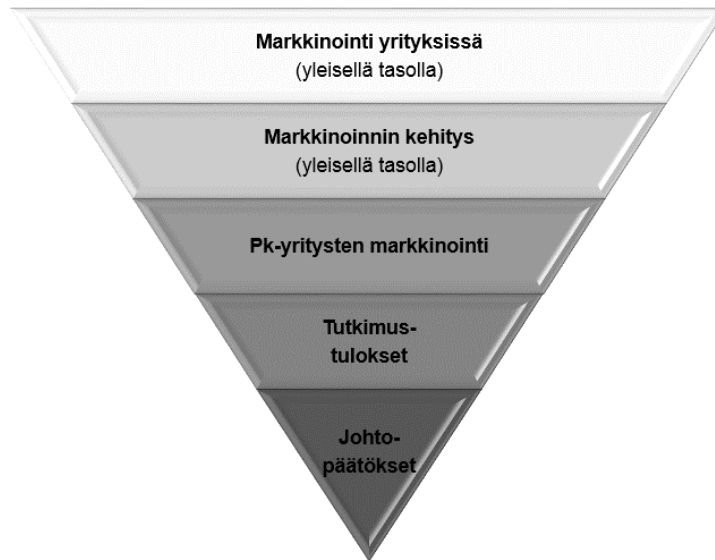 Markkinointi yrityksissä
(yleisellä tasolla)
Markkinoinnin kehitys
(yleisellä tasolla)
Pk-yritysten markkinointi
Tutkimus-
tulokset
Johto-
päätökset